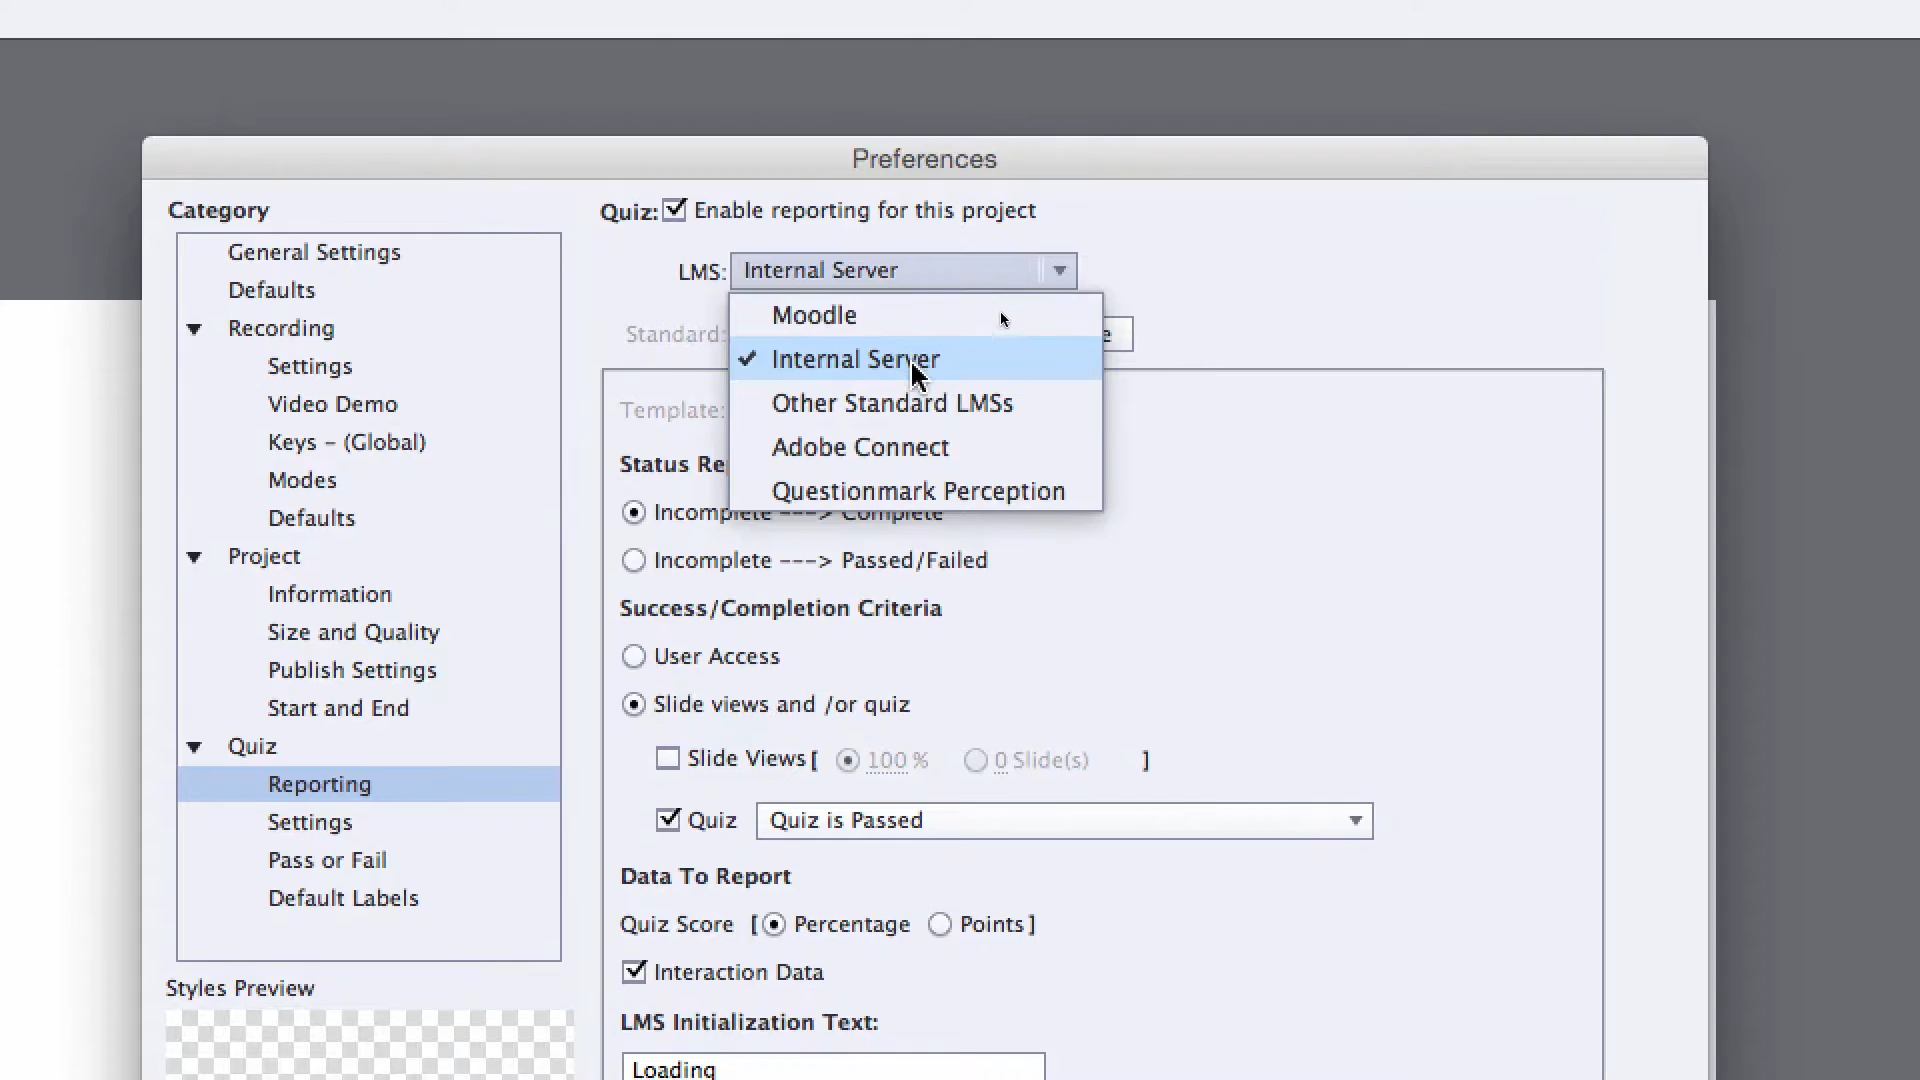 Preferences
Category
General Settings
Defaults
Recording
Settings
Video Demo
Keys - (Global)
Modes
Defaults
Project
Information
Size and Quality
Publish Settings
Start and End
Quiz
Reporting
Settings
Pass or Fail
Default Labels
Styles Preview
Quiz: Enable reporting for this project
LMS: Internal Server
Moodle
Internal Server
Other Standard LMSs
Adobe Connect
Questionmark Perception
Standard:
e
Template:
Status Re
Incomplete ---> Complete
Incomplete ---> Passed/Failed
Success/Completion Criteria
User Access
Slide views and /or quiz
Slide Views [ 100 % 0 Slide(s) ]
Quiz Quiz is Passed
Data To Report
Quiz Score [ Percentage Points ]
Interaction Data
LMS Initialization Text:
Loading